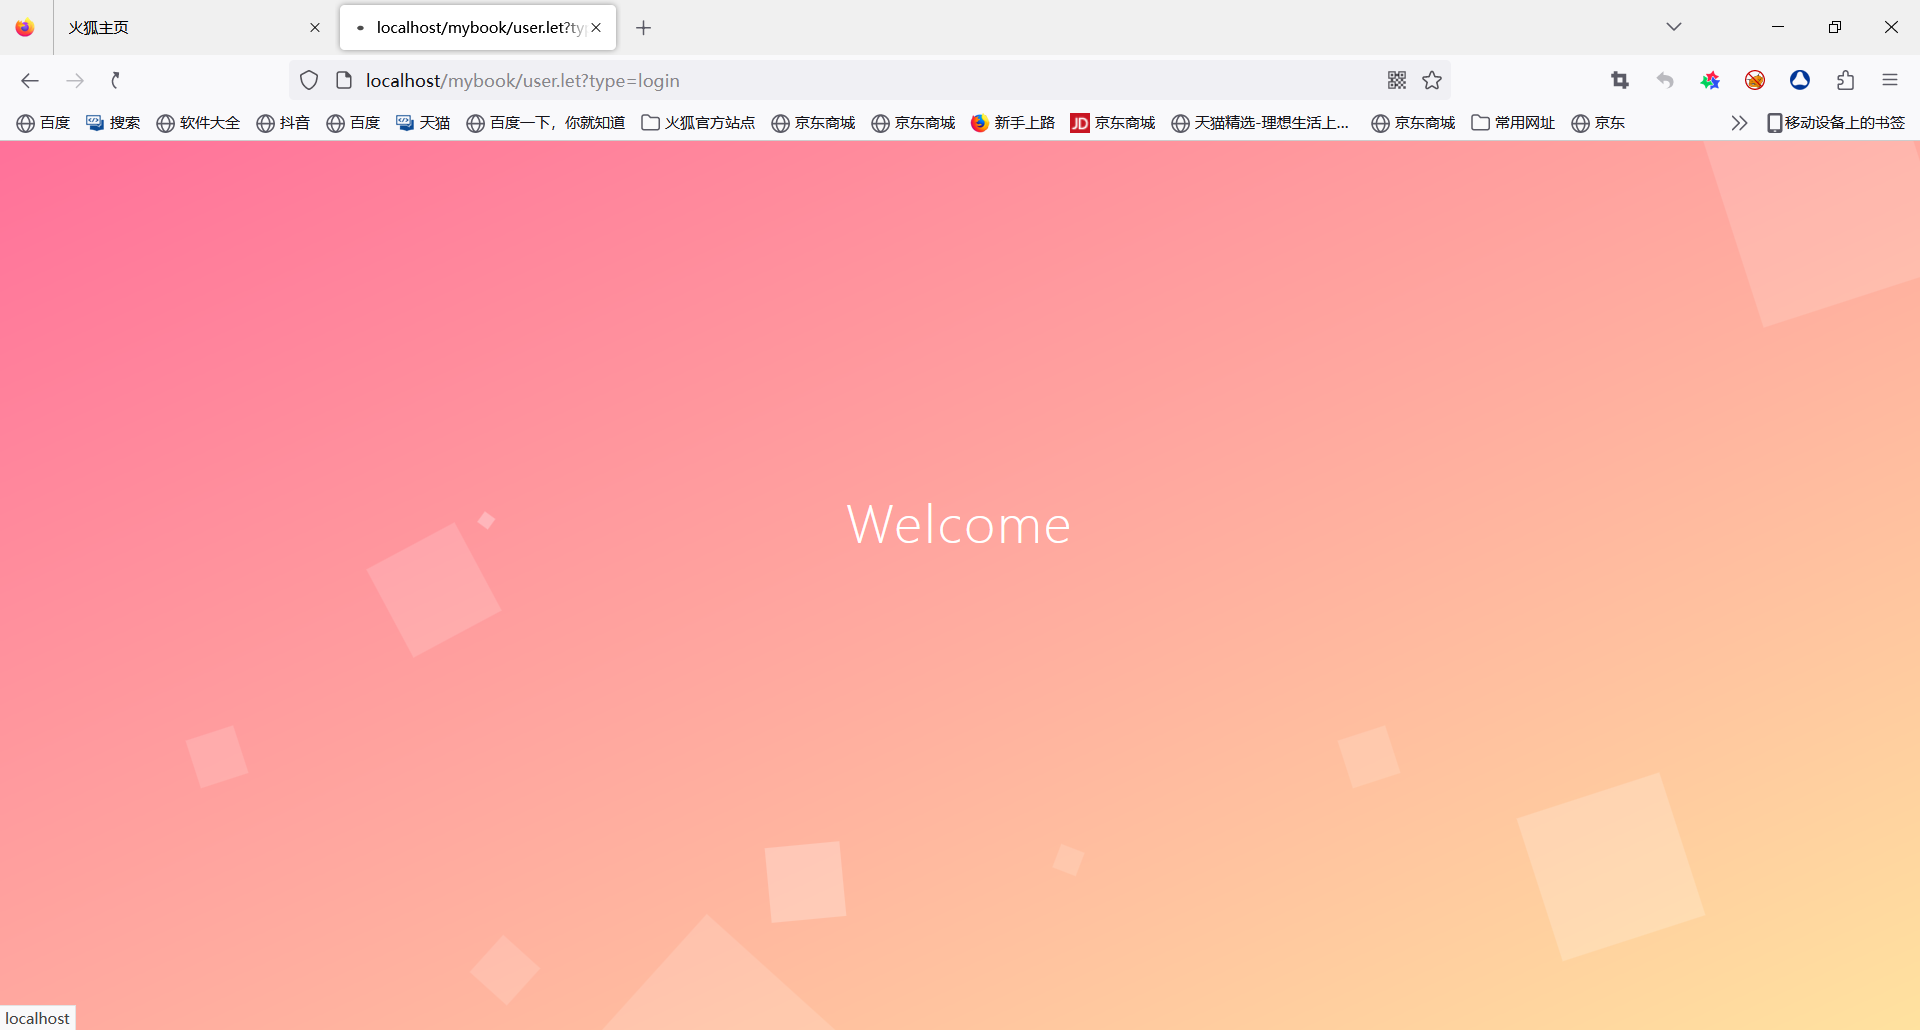 火狐主页
localhost/mybook/user.let?ty
localhost/mybook/user.let?type=login
百度 搜索 软件大全 抖音 百度 天猫 百度一下，你就知道 火狐官方站点 京东商城 京东商城 新手上路 JD 京东商城 天猫精选-理想生活上... 京东商城 常用网址 京东 移动设备上的书签
Welcome
localhost